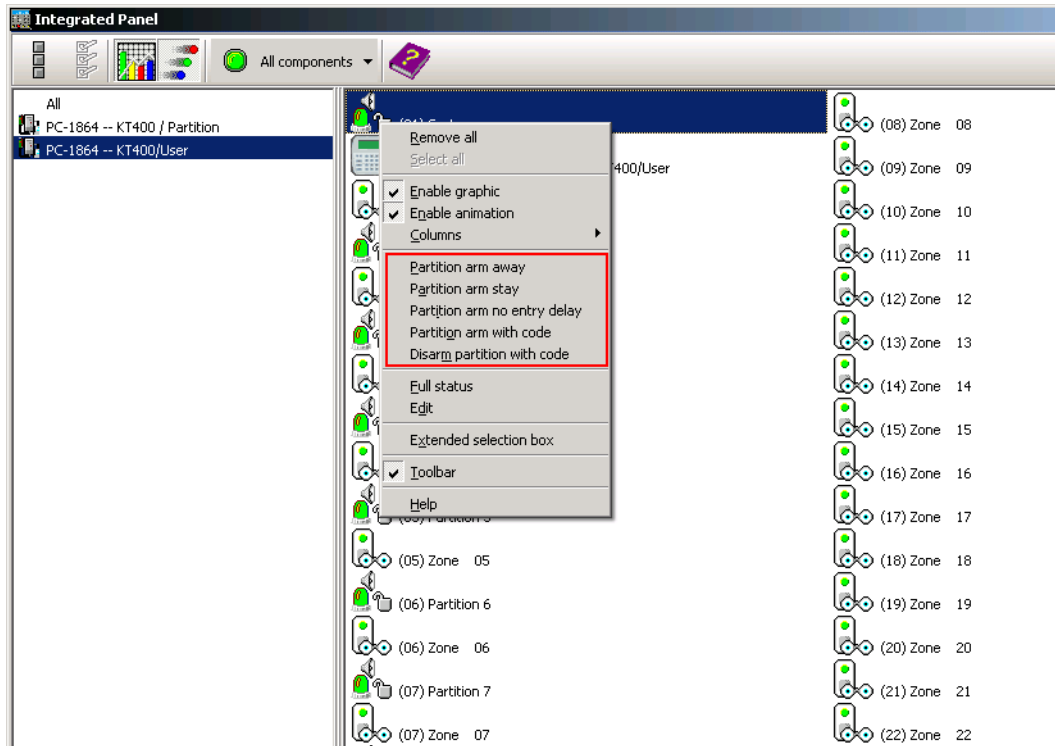 Integrated Panel
All components
All
PC-1864 -- KT400 / Partition
PC-1864 -- KT400/User
400/User
Remove all
Select all
Enable graphic
Enable animation
Columns
Partition arm away
Partition arm stay
Partition arm no entry delay
Partition arm with code
Disarm partition with code
Full status
Edit
Extended selection box
Toolbar
Help
(05) Zone 05
(06) Partition 6
(06) Zone 06
(07) Partition 7
(07) Zone 07
(08) Zone 08
(09) Zone 09
(10) Zone 10
(11) Zone 11
(12) Zone 12
(13) Zone 13
(14) Zone 14
(15) Zone 15
(16) Zone 16
(17) Zone 17
(18) Zone 18
(19) Zone 19
(20) Zone 20
(21) Zone 21
(22) Zone 22